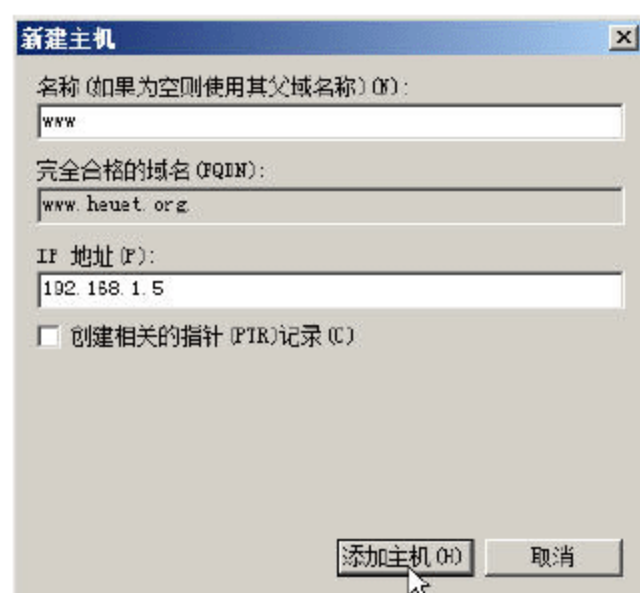 新建主机
名称(如果为空则使用其父域名称)(N):
www
完全合格的域名(FQDN):
www.heuet.org.
IP 地址(P):
192.168.1.5
创建相关的指针(PTR)记录(C)
添加主机(H) 取消